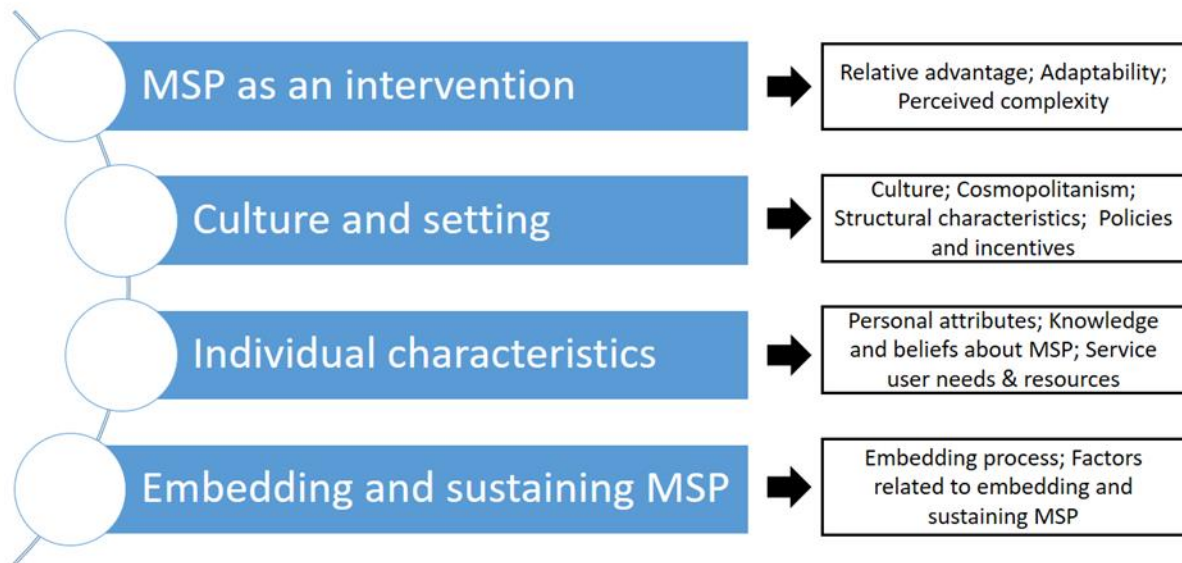 MSP as an intervention
Relative advantage; Adaptability;
Perceived complexity
Culture and setting
Culture; Cosmopolitanism;
Structural characteristics;  Policies
and incentives
Individual characteristics
Personal attributes; Knowledge
and beliefs about MSP; Service
user needs & resources
Embedding and sustaining MSP
Embedding process; Factors
related to embedding and
sustaining MSP